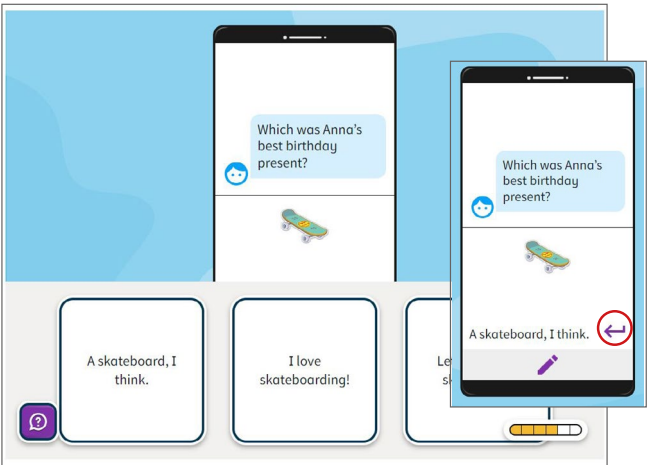 Which was Anna's
best birthday
present?
A skateboard, I
think.
I love
skateboarding!
Which was Anna's
best birthday
present?
A skateboard, I think.